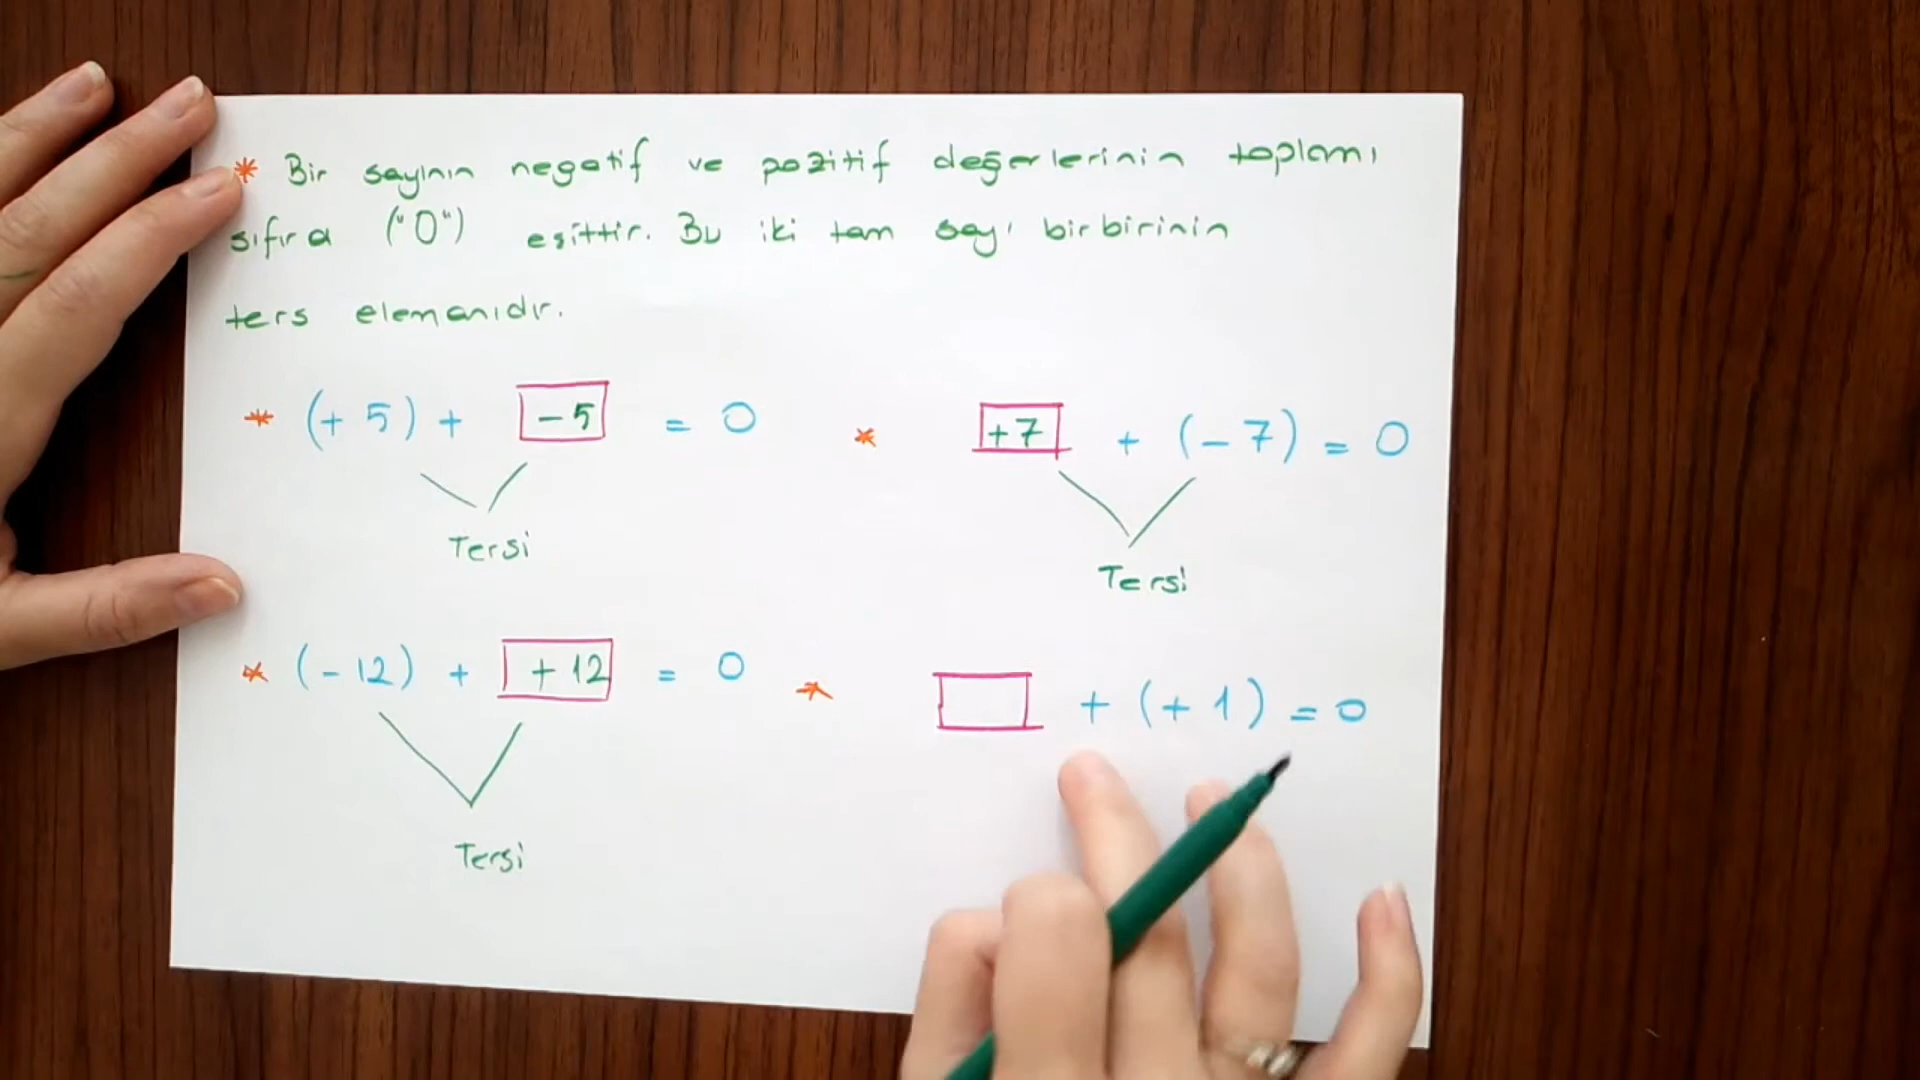 * Bir sayının negatif ve pozitif değerlerinin toplamı
sıfıra ("0") eşittir. Bu iki tam sayı birbirinin
ters elemanıdır.
* (+ 5) + -5 = 0
* +7 + (- 7) = 0
Tersi
Tersi
* (- 12) + + 12 = 0
* + (+ 1) = 0
Tersi